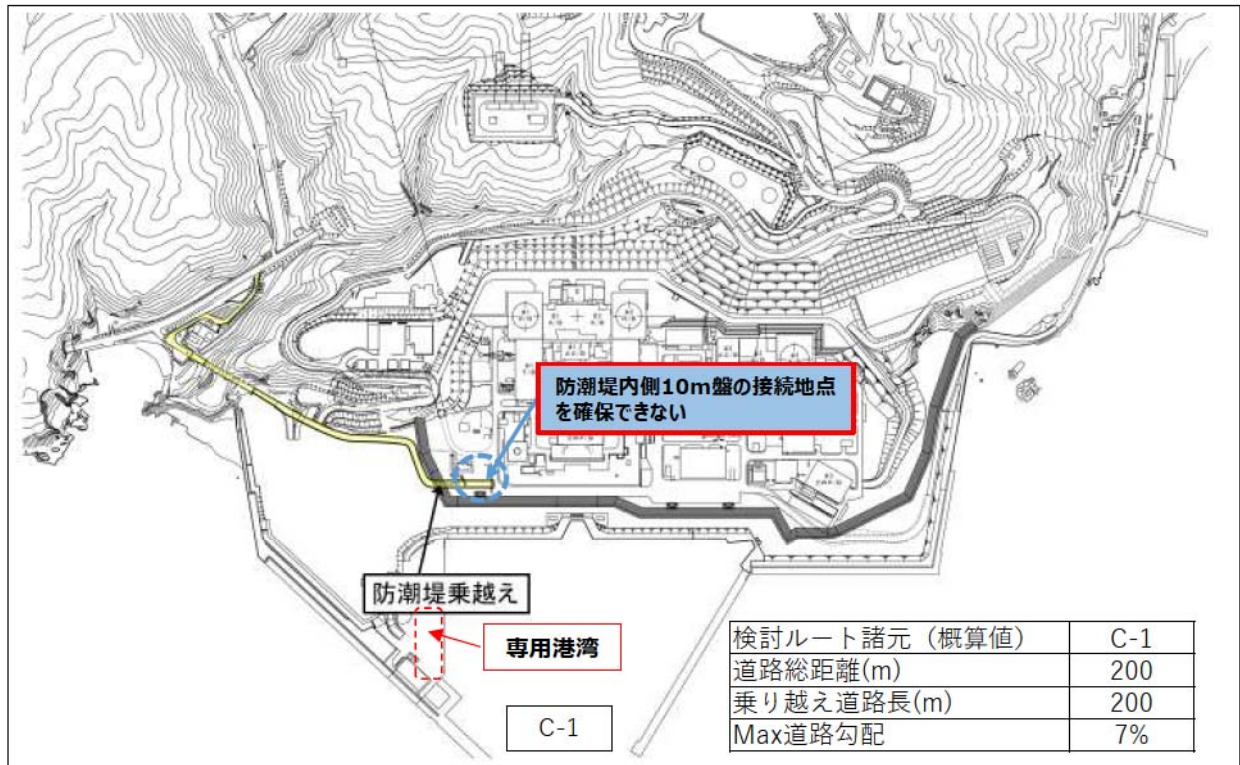 防潮堤内側10m盤の接続地点
を確保できない
防潮堤乗越え
専用港湾
C-1
検討ルート諸元（概算値） C-1
道路総距離(m) 200
乗り越え道路長(m) 200
Max道路勾配 7%